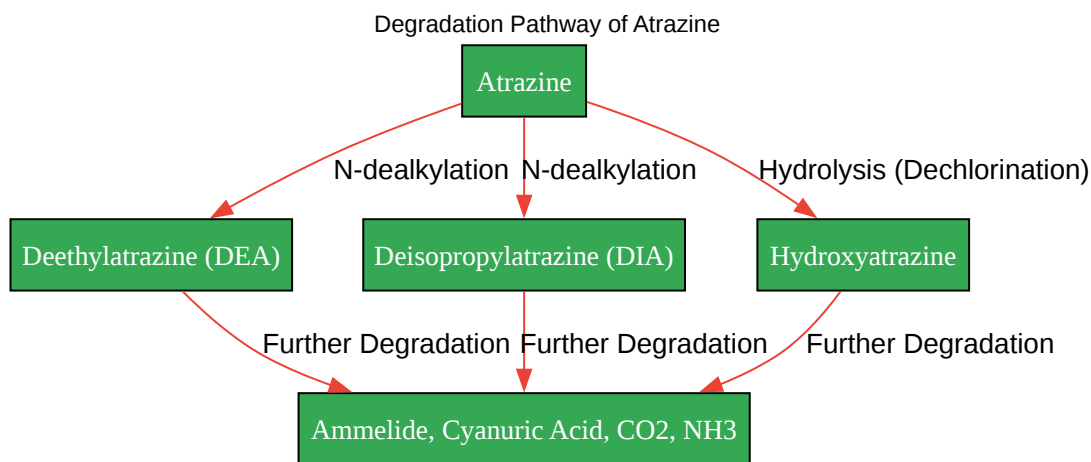 Degradation Pathway of Atrazine
Atrazine
N-dealkylation
N-dealkylation
Hydrolysis (Dechlorination)
Deethylatrazine (DEA)
Deisopropylatrazine (DIA)
Hydroxyatrazine
Further Degradation
Further Degradation
Further Degradation
Ammelide, Cyanuric Acid, CO2, NH3